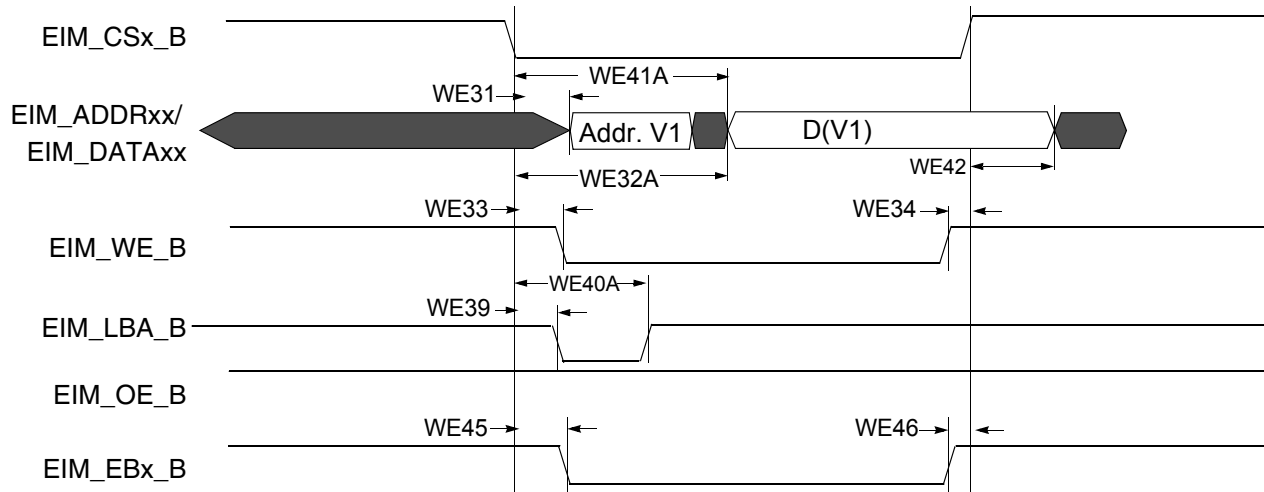 EIM_CSx_B
WE41A
WE31
EIM_ADDRxx/
EIM_DATAxx
Addr. V1
D(V1)
WE32A
WE42
WE33
WE34
EIM_WE_B
WE40A
WE39
EIM_LBA_B
EIM_OE_B
WE45
WE46
EIM_EBx_B